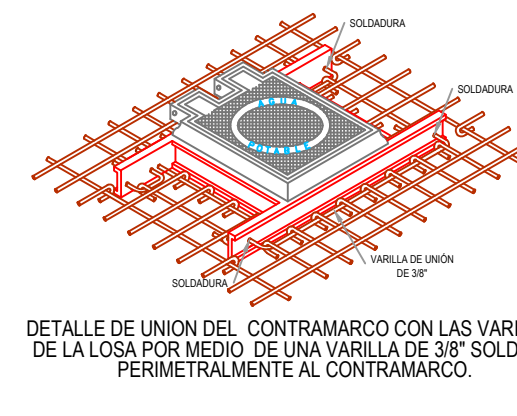 SOLDADURA
SOLDADURA
AGUA
POTABLE
VARILLA DE UNIÓN
DE 3/8"
SOLDADURA
DETALLE DE UNION DEL CONTRAMARCO CON LAS VARI
DE LA LOSA POR MEDIO DE UNA VARILLA DE 3/8" SOLD
PERIMETRALMENTE AL CONTRAMARCO.